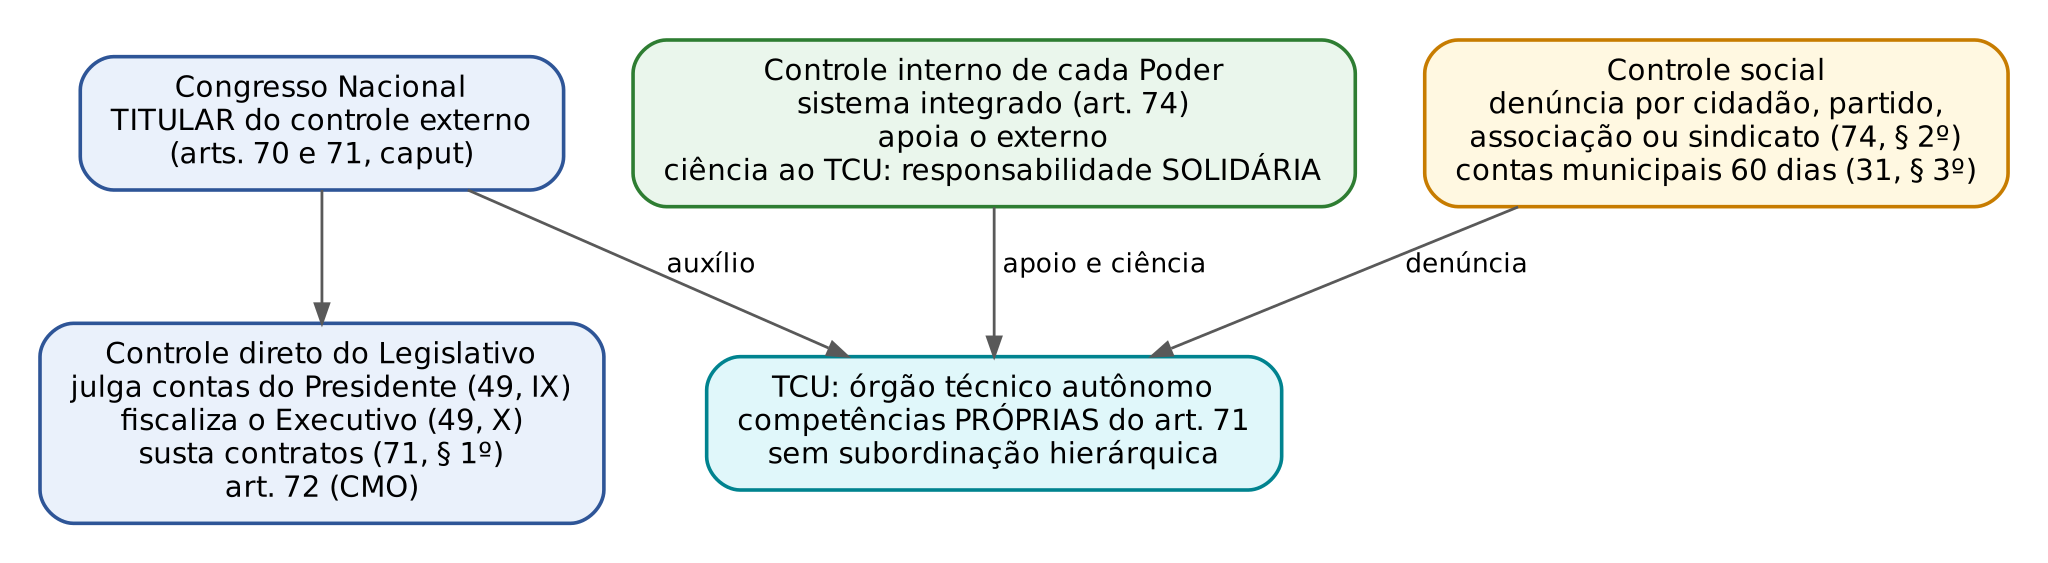 Congresso Nacional
TITULAR do controle externo
(arts. 70 e 71, caput)
Controle interno de cada Poder
sistema integrado (art. 74)
apoia o externo
ciência ao TCU: responsabilidade SOLIDÁRIA
Controle social
denúncia por cidadão, partido,
associação ou sindicato (74, § 2º)
contas municipais 60 dias (31, § 3º)
auxílio
apoio e ciência
denúncia
Controle direto do Legislativo
julga contas do Presidente (49, IX)
fiscaliza o Executivo (49, X)
susta contratos (71, § 1º)
art. 72 (CMO)
TCU: órgão técnico autônomo
competências PRÓPRIAS do art. 71
sem subordinação hierárquica